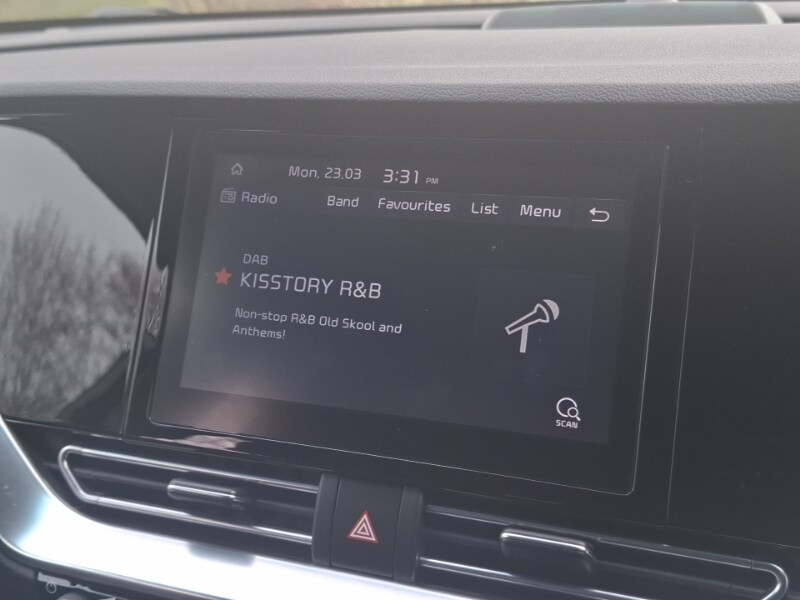 Mon. 23.03 3:31 PM
Radio Band Favourites List Menu
DAB
KISSTORY R&B
Non-stop R&B Old Skool and
Anthems!
SCAN